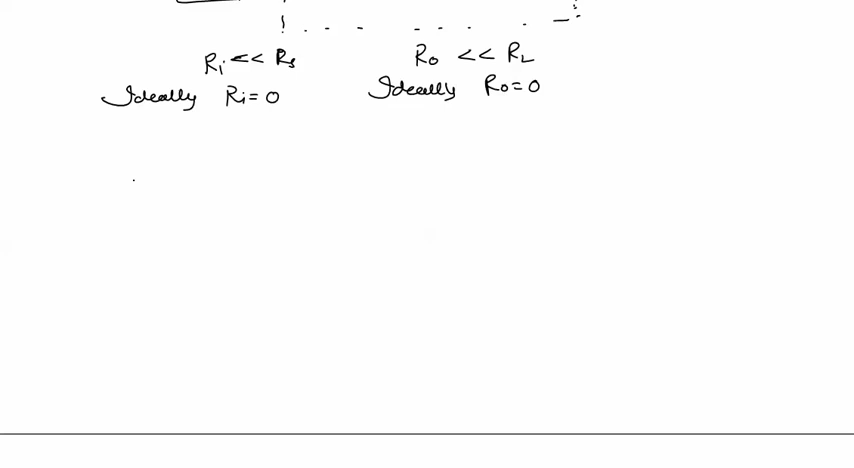 Ri << Rs Ro << RL
Ideally Ri = 0 Ideally Ro = 0